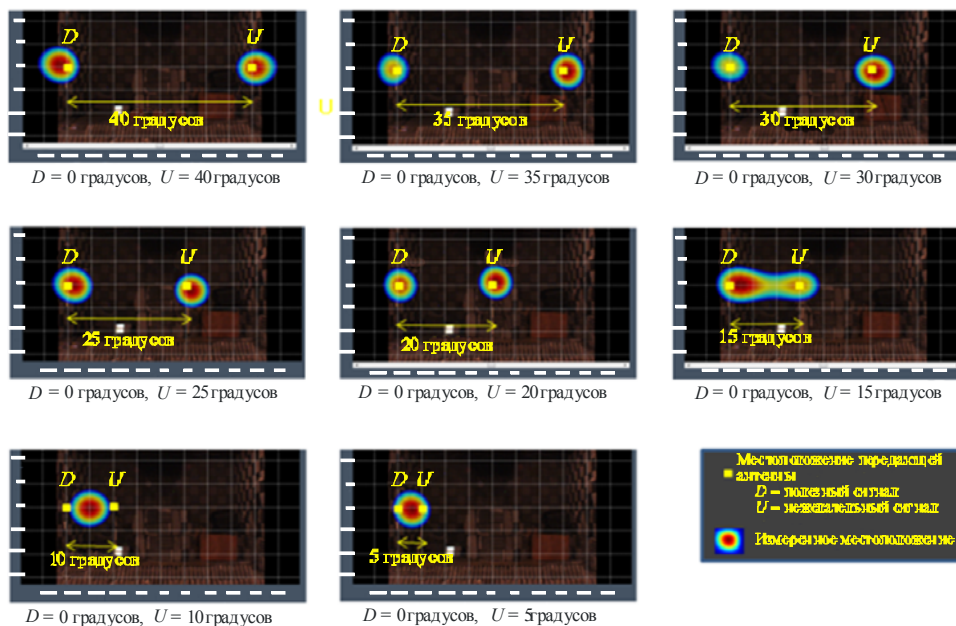 D U
40 градусов
D = 0 градусов, U = 40 градусов
D U
U
35 градусов
D = 0 градусов, U = 35 градусов
D U
30 градусов
D = 0 градусов, U = 30 градусов
D U
25 градусов
D = 0 градусов, U = 25 градусов
D U
20 градусов
D = 0 градусов, U = 20 градусов
D U
15 градусов
D = 0 градусов, U = 15 градусов
D U
10 градусов
D = 0 градусов, U = 10 градусов
D U
5 градусов
D = 0 градусов, U = 5 градусов
Местоположение передающей
антенны
D – полезный сигнал
U – нежелательный сигнал
Измеренное местоположение